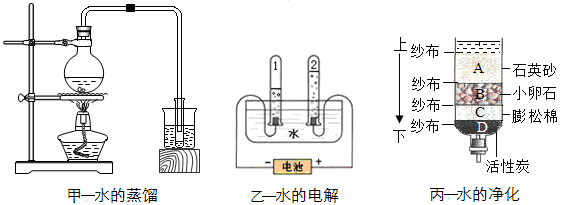 1
2
水
- 电池 +
甲—水的蒸馏
乙—水的电解
上
下
纱布
纱布
纱布
纱布
A
B
C
D
石英砂
小卵石
膨松棉
活性炭
丙—水的净化